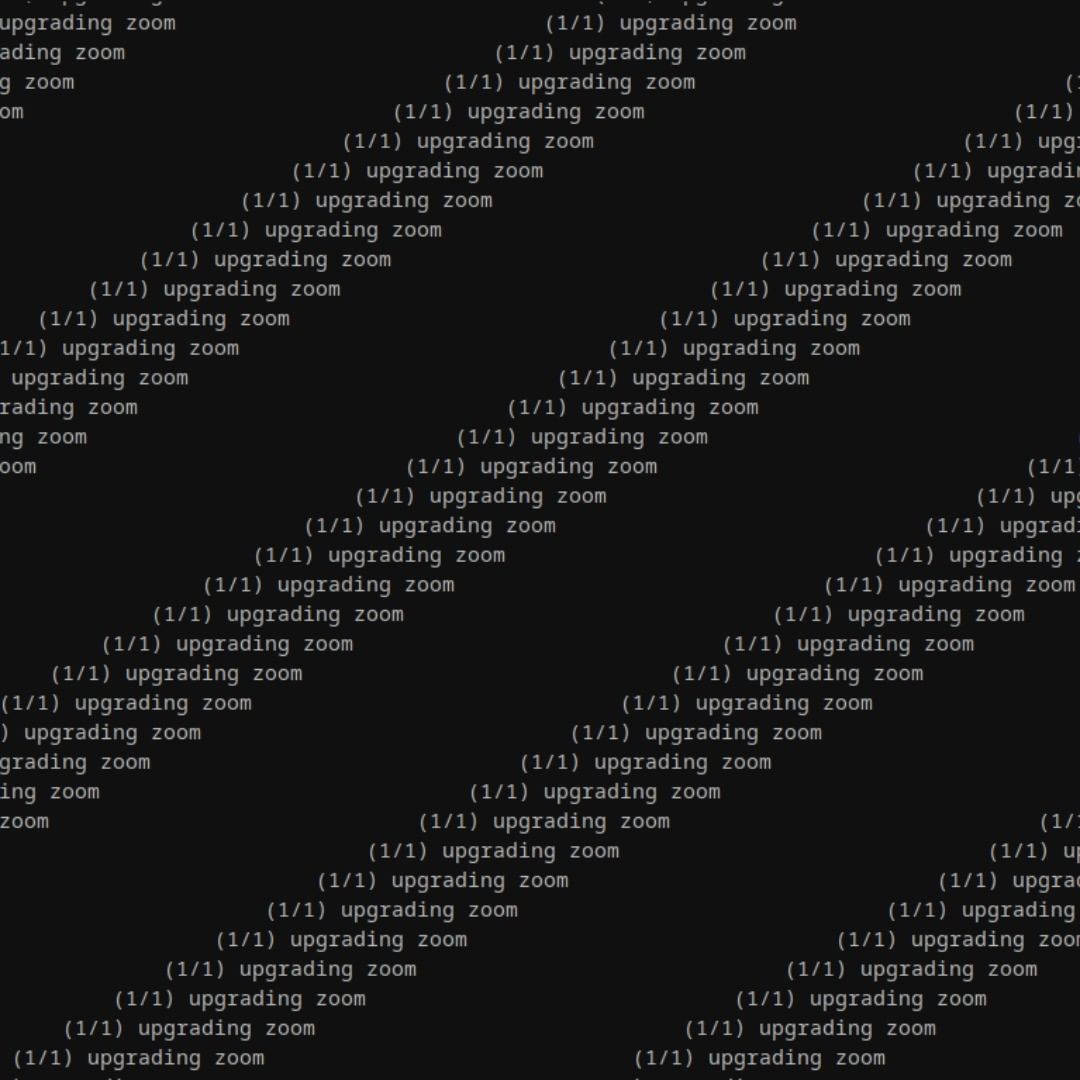 upgrading zoom (1/1) upgrading zoom
ading zoom (1/1) upgrading zoom
g zoom (1/1) upgrading zoom (1
om (1/1) upgrading zoom (1/1)
(1/1) upgrading zoom (1/1) upg
(1/1) upgrading zoom (1/1) upgradin
(1/1) upgrading zoom (1/1) upgrading zo
(1/1) upgrading zoom (1/1) upgrading zoom
(1/1) upgrading zoom (1/1) upgrading zoom
(1/1) upgrading zoom (1/1) upgrading zoom
(1/1) upgrading zoom (1/1) upgrading zoom
1/1) upgrading zoom (1/1) upgrading zoom
upgrading zoom (1/1) upgrading zoom
rading zoom (1/1) upgrading zoom
ng zoom (1/1) upgrading zoom
oom (1/1) upgrading zoom (1/1)
(1/1) upgrading zoom (1/1) upg
(1/1) upgrading zoom (1/1) upgradi
(1/1) upgrading zoom (1/1) upgrading
(1/1) upgrading zoom (1/1) upgrading zoom
(1/1) upgrading zoom (1/1) upgrading zoom
(1/1) upgrading zoom (1/1) upgrading zoom
(1/1) upgrading zoom (1/1) upgrading zoom
(1/1) upgrading zoom (1/1) upgrading zoom
) upgrading zoom (1/1) upgrading zoom
grading zoom (1/1) upgrading zoom
ing zoom (1/1) upgrading zoom
zoom (1/1) upgrading zoom (1/1
(1/1) upgrading zoom (1/1) up
(1/1) upgrading zoom (1/1) upgrad
(1/1) upgrading zoom (1/1) upgrading
(1/1) upgrading zoom (1/1) upgrading zoom
(1/1) upgrading zoom (1/1) upgrading zoom
(1/1) upgrading zoom (1/1) upgrading zoom
(1/1) upgrading zoom (1/1) upgrading zoom
(1/1) upgrading zoom (1/1) upgrading zoom